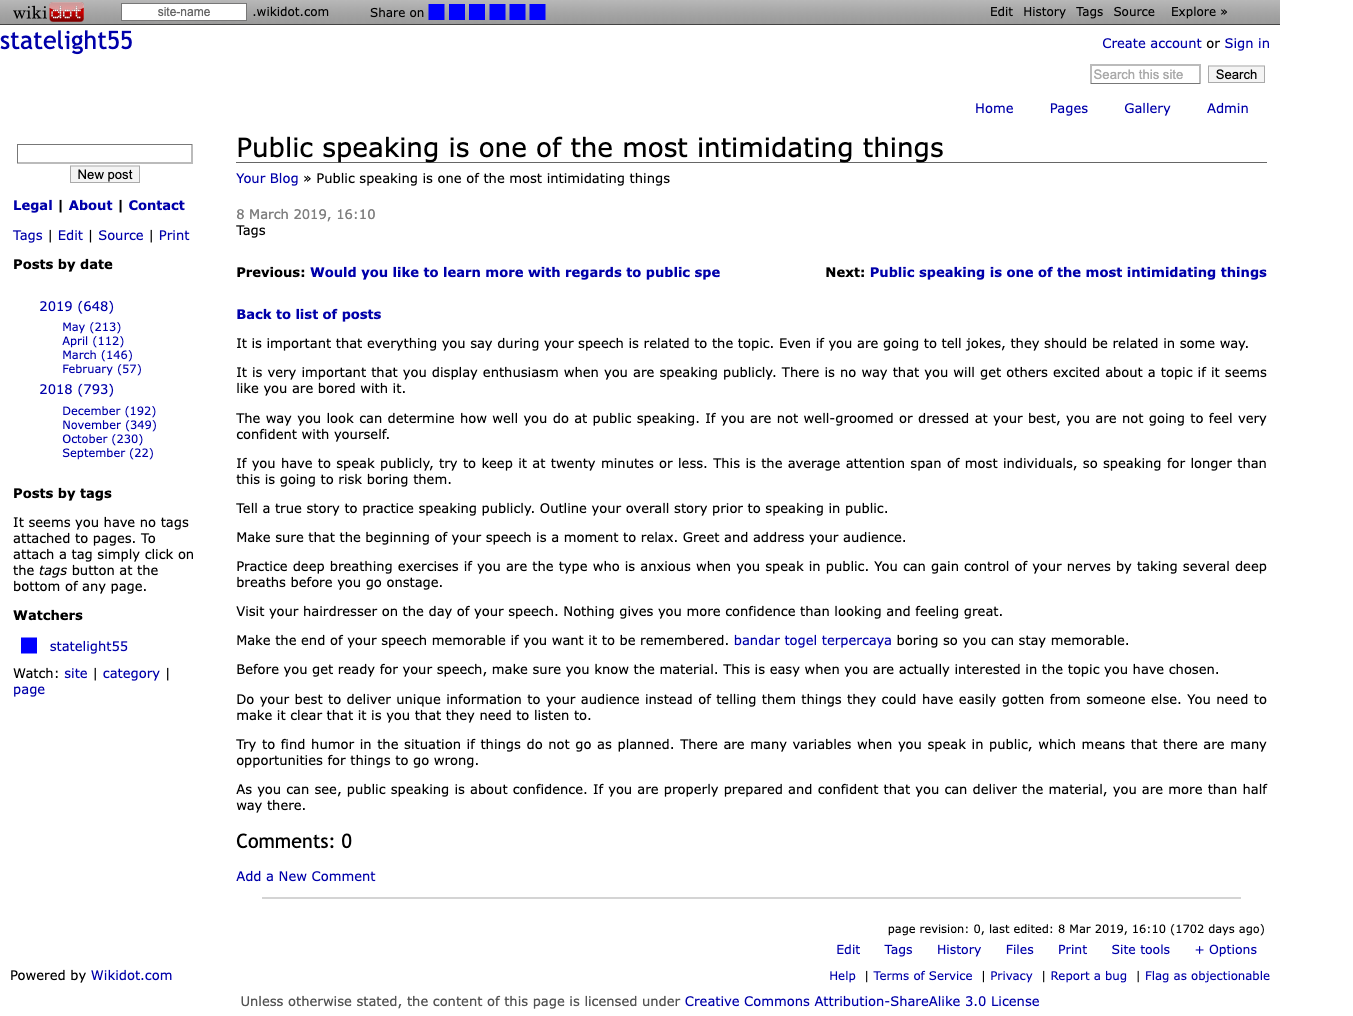 wikidot
site-name .wikidot.com Share on
Edit History Tags Source Explore »
statelight55
Create account or Sign in
Search this site Search
Home Pages Gallery Admin
New post
Legal | About | Contact
Tags | Edit | Source | Print
Posts by date
2019 (648)
May (213)
April (112)
March (146)
February (57)
2018 (793)
December (192)
November (349)
October (230)
September (22)
Posts by tags
It seems you have no tags
attached to pages. To
attach a tag simply click on
the tags button at the
bottom of any page.
Watchers
statelight55
Watch: site | category |
page
Public speaking is one of the most intimidating things
Your Blog » Public speaking is one of the most intimidating things
8 March 2019, 16:10
Tags
Previous: Would you like to learn more with regards to public spe
Next: Public speaking is one of the most intimidating things
Back to list of posts
It is important that everything you say during your speech is related to the topic. Even if you are going to tell jokes, they should be related in some way.
It is very important that you display enthusiasm when you are speaking publicly. There is no way that you will get others excited about a topic if it seems
like you are bored with it.
The way you look can determine how well you do at public speaking. If you are not well-groomed or dressed at your best, you are not going to feel very
confident with yourself.
If you have to speak publicly, try to keep it at twenty minutes or less. This is the average attention span of most individuals, so speaking for longer than
this is going to risk boring them.
Tell a true story to practice speaking publicly. Outline your overall story prior to speaking in public.
Make sure that the beginning of your speech is a moment to relax. Greet and address your audience.
Practice deep breathing exercises if you are the type who is anxious when you speak in public. You can gain control of your nerves by taking several deep
breaths before you go onstage.
Visit your hairdresser on the day of your speech. Nothing gives you more confidence than looking and feeling great.
Make the end of your speech memorable if you want it to be remembered. bandar togel terpercaya boring so you can stay memorable.
Before you get ready for your speech, make sure you know the material. This is easy when you are actually interested in the topic you have chosen.
Do your best to deliver unique information to your audience instead of telling them things they could have easily gotten from someone else. You need to
make it clear that it is you that they need to listen to.
Try to find humor in the situation if things do not go as planned. There are many variables when you speak in public, which means that there are many
opportunities for things to go wrong.
As you can see, public speaking is about confidence. If you are properly prepared and confident that you can deliver the material, you are more than half
way there.
Comments: 0
Add a New Comment
page revision: 0, last edited: 8 Mar 2019, 16:10 (1702 days ago)
Edit Tags History Files Print Site tools + Options
Powered by Wikidot.com
Help | Terms of Service | Privacy | Report a bug | Flag as objectionable
Unless otherwise stated, the content of this page is licensed under Creative Commons Attribution-ShareAlike 3.0 License